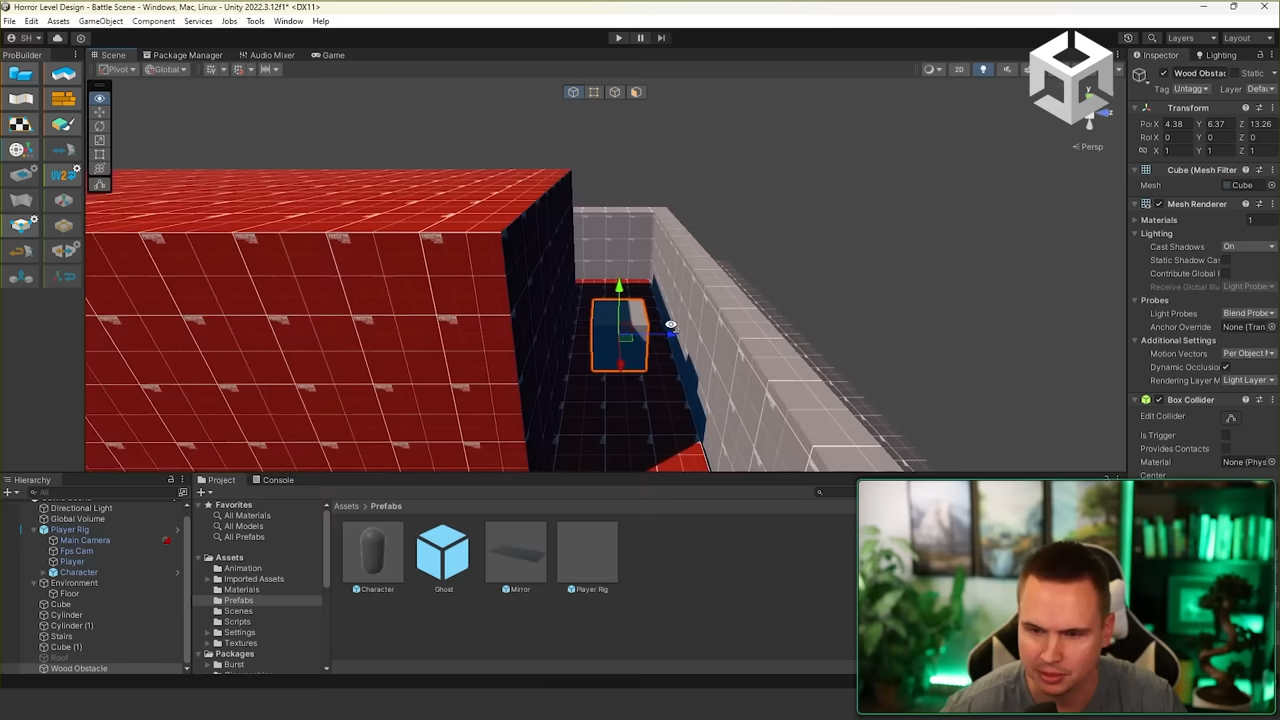 Horror Level Design - Battle Scene - Windows, Mac, Linux - Unity 2022.3.12f1* <DX11>
File Edit Assets GameObject Component Services Jobs Tools Window Help
SH Layers Layout
ProBuilder Scene Package Manager Audio Mixer Game Inspector Lighting
Pivot Global 2D
Wood Obstac Static
Tag Untagg Layer Defau
Transform
Y 6.37 Z 13.26
X 4.38
X 0 Y 0 Z 0
X 1 Y 1 Z 1
y
z
Persp
Cube (Mesh Filter
Mesh Cube
Mesh Renderer
Materials 1
Lighting
Cast Shadows On
Static Shadow Cas
Contribute Global I
Receive Global Illu Light Probe
Probes
Light Probes Blend Probe
Anchor Override None (Tran
Additional Settings
Motion Vectors Per Object
Dynamic Occlusio
Rendering Layer M Light Layer
Box Collider
Edit Collider
Is Trigger
Provides Contacts
Material None (Phys
Center
Hierarchy
All
Directional Light
Global Volume
Player Rig
Main Camera
Fps Cam
Player
Character
Environment
Floor
Cube
Cylinder
Cylinder (1)
Stairs
Cube (1)
Roof
Wood Obstacle
Project Console
Favorites
All Materials
All Models
All Prefabs
Assets
Animation
Imported Assets
Materials
Prefabs
Scenes
Scripts
Settings
Textures
Packages
Burst
Assets > Prefabs
Character Ghost Mirror Player Rig